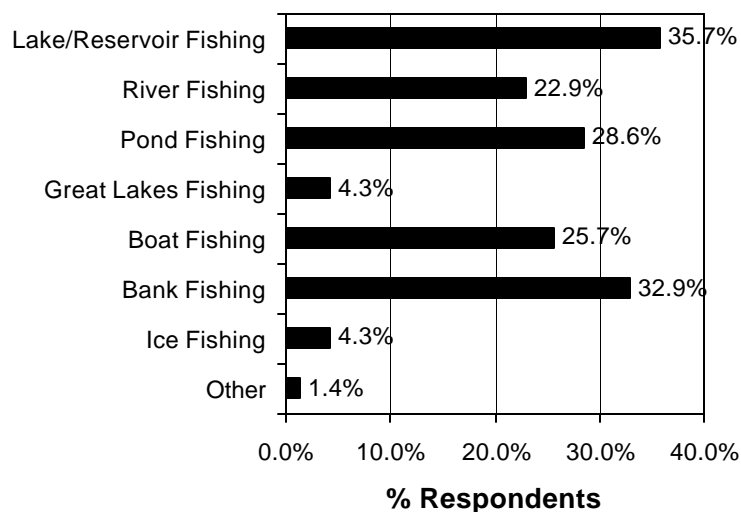 Lake/Reservoir Fishing 35.7%
River Fishing 22.9%
Pond Fishing 28.6%
Great Lakes Fishing 4.3%
Boat Fishing 25.7%
Bank Fishing 32.9%
Ice Fishing 4.3%
Other 1.4%
0.0% 10.0% 20.0% 30.0% 40.0%
% Respondents